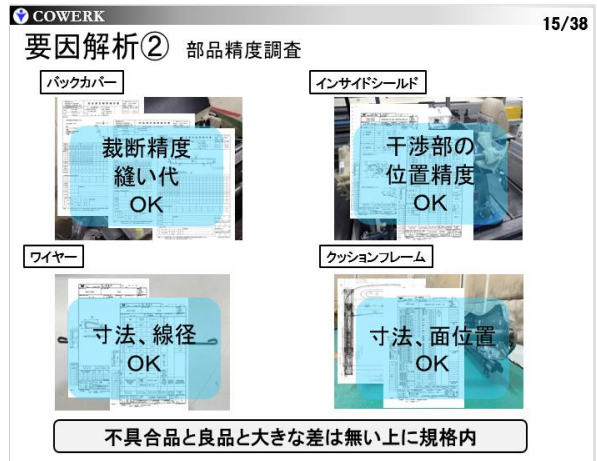 COWERK
15/38
要因解析② 部品精度調査
バックカバー
裁断精度
縫い代
OK
インサイドシールド
干渉部の
位置精度
OK
ワイヤー
寸法、線径
OK
クッションフレーム
寸法、面位置
OK
不具合品と良品と大きな差は無い上に規格内